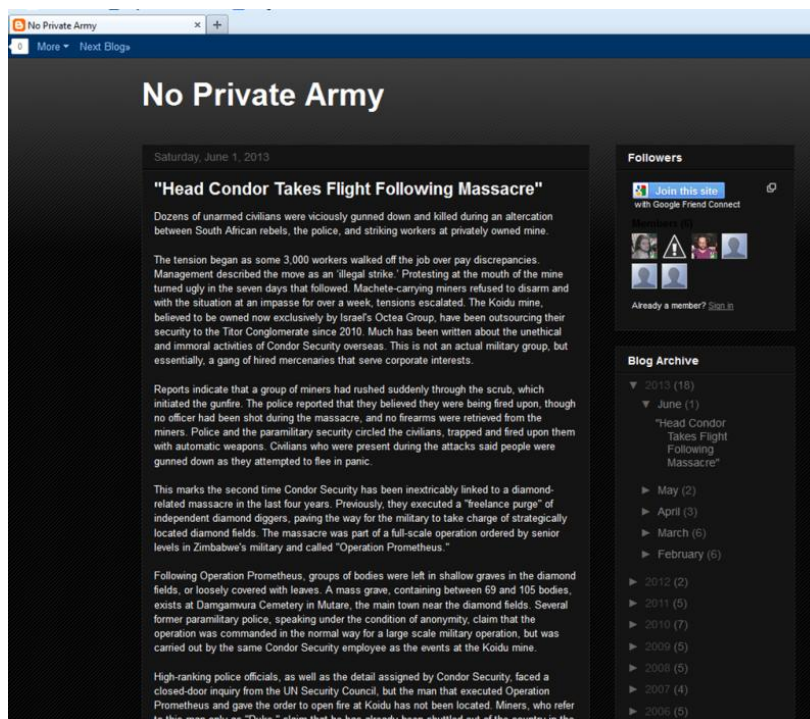 No Private Army
0 More Next Blog»
No Private Army
Saturday, June 1, 2013
"Head Condor Takes Flight Following Massacre"
Dozens of unarmed civilians were viciously gunned down and killed during an altercation
between South African rebels, the police, and striking workers at privately owned mine.
The tension began as some 3,000 workers walked off the job over pay discrepancies.
Management described the move as an 'illegal strike.' Protesting at the mouth of the mine
turned ugly in the seven days that followed. Machete-carrying miners refused to disarm and
with the situation at an impasse for over a week, tensions escalated. The Koidu mine,
believed to be owned now exclusively by Israel's Octea Group, have been outsourcing their
security to the Titor Conglomerate since 2010. Much has been written about the unethical
and immoral activities of Condor Security overseas. This is not an actual military group, but
essentially, a gang of hired mercenaries that serve corporate interests.
Reports indicate that a group of miners had rushed suddenly through the scrub, which
initiated the gunfire. The police reported that they believed they were being fired upon, though
no officer had been shot during the massacre, and no firearms were retrieved from the
miners. Police and the paramilitary security circled the civilians, trapped and fired upon them
with automatic weapons. Civilians who were present during the attacks said people were
gunned down as they attempted to flee in panic.
This marks the second time Condor Security has been inextricably linked to a diamond-
related massacre in the last four years. Previously, they executed a "freelance purge" of
independent diamond diggers, paving the way for the military to take charge of strategically
located diamond fields. The massacre was part of a full-scale operation ordered by senior
levels in Zimbabwe's military and called "Operation Prometheus."
Following Operation Prometheus, groups of bodies were left in shallow graves in the diamond
fields, or loosely covered with leaves. A mass grave, containing between 69 and 105 bodies,
exists at Damgamura Cemetery in Mutare, the main town near the diamond fields. Several
former paramilitary police, speaking under the condition of anonymity, claim that the
operation was commanded in the normal way for a large scale military operation, but was
carried out by the same Condor Security employee as the events at the Koidu mine.
High-ranking police officials, as well as the detail assigned by Condor Security, faced a
closed-door inquiry from the UN Security Council, but the man that executed Operation
Prometheus and gave the order to open fire at Koidu has not been located. Miners, who refer
to this man only as "Duke," claim that he has already been shuttled out of the country in the
Followers
Join this site
with Google Friend Connect
Members (6)
Already a member? Sign in
Blog Archive
▼ 2013 (18)
▼ June (1)
"Head Condor
Takes Flight
Following
Massacre"
► May (2)
► April (3)
► March (6)
► February (6)
► 2012 (2)
► 2011 (5)
► 2010 (7)
► 2009 (5)
► 2008 (5)
► 2007 (4)
► 2006 (5)